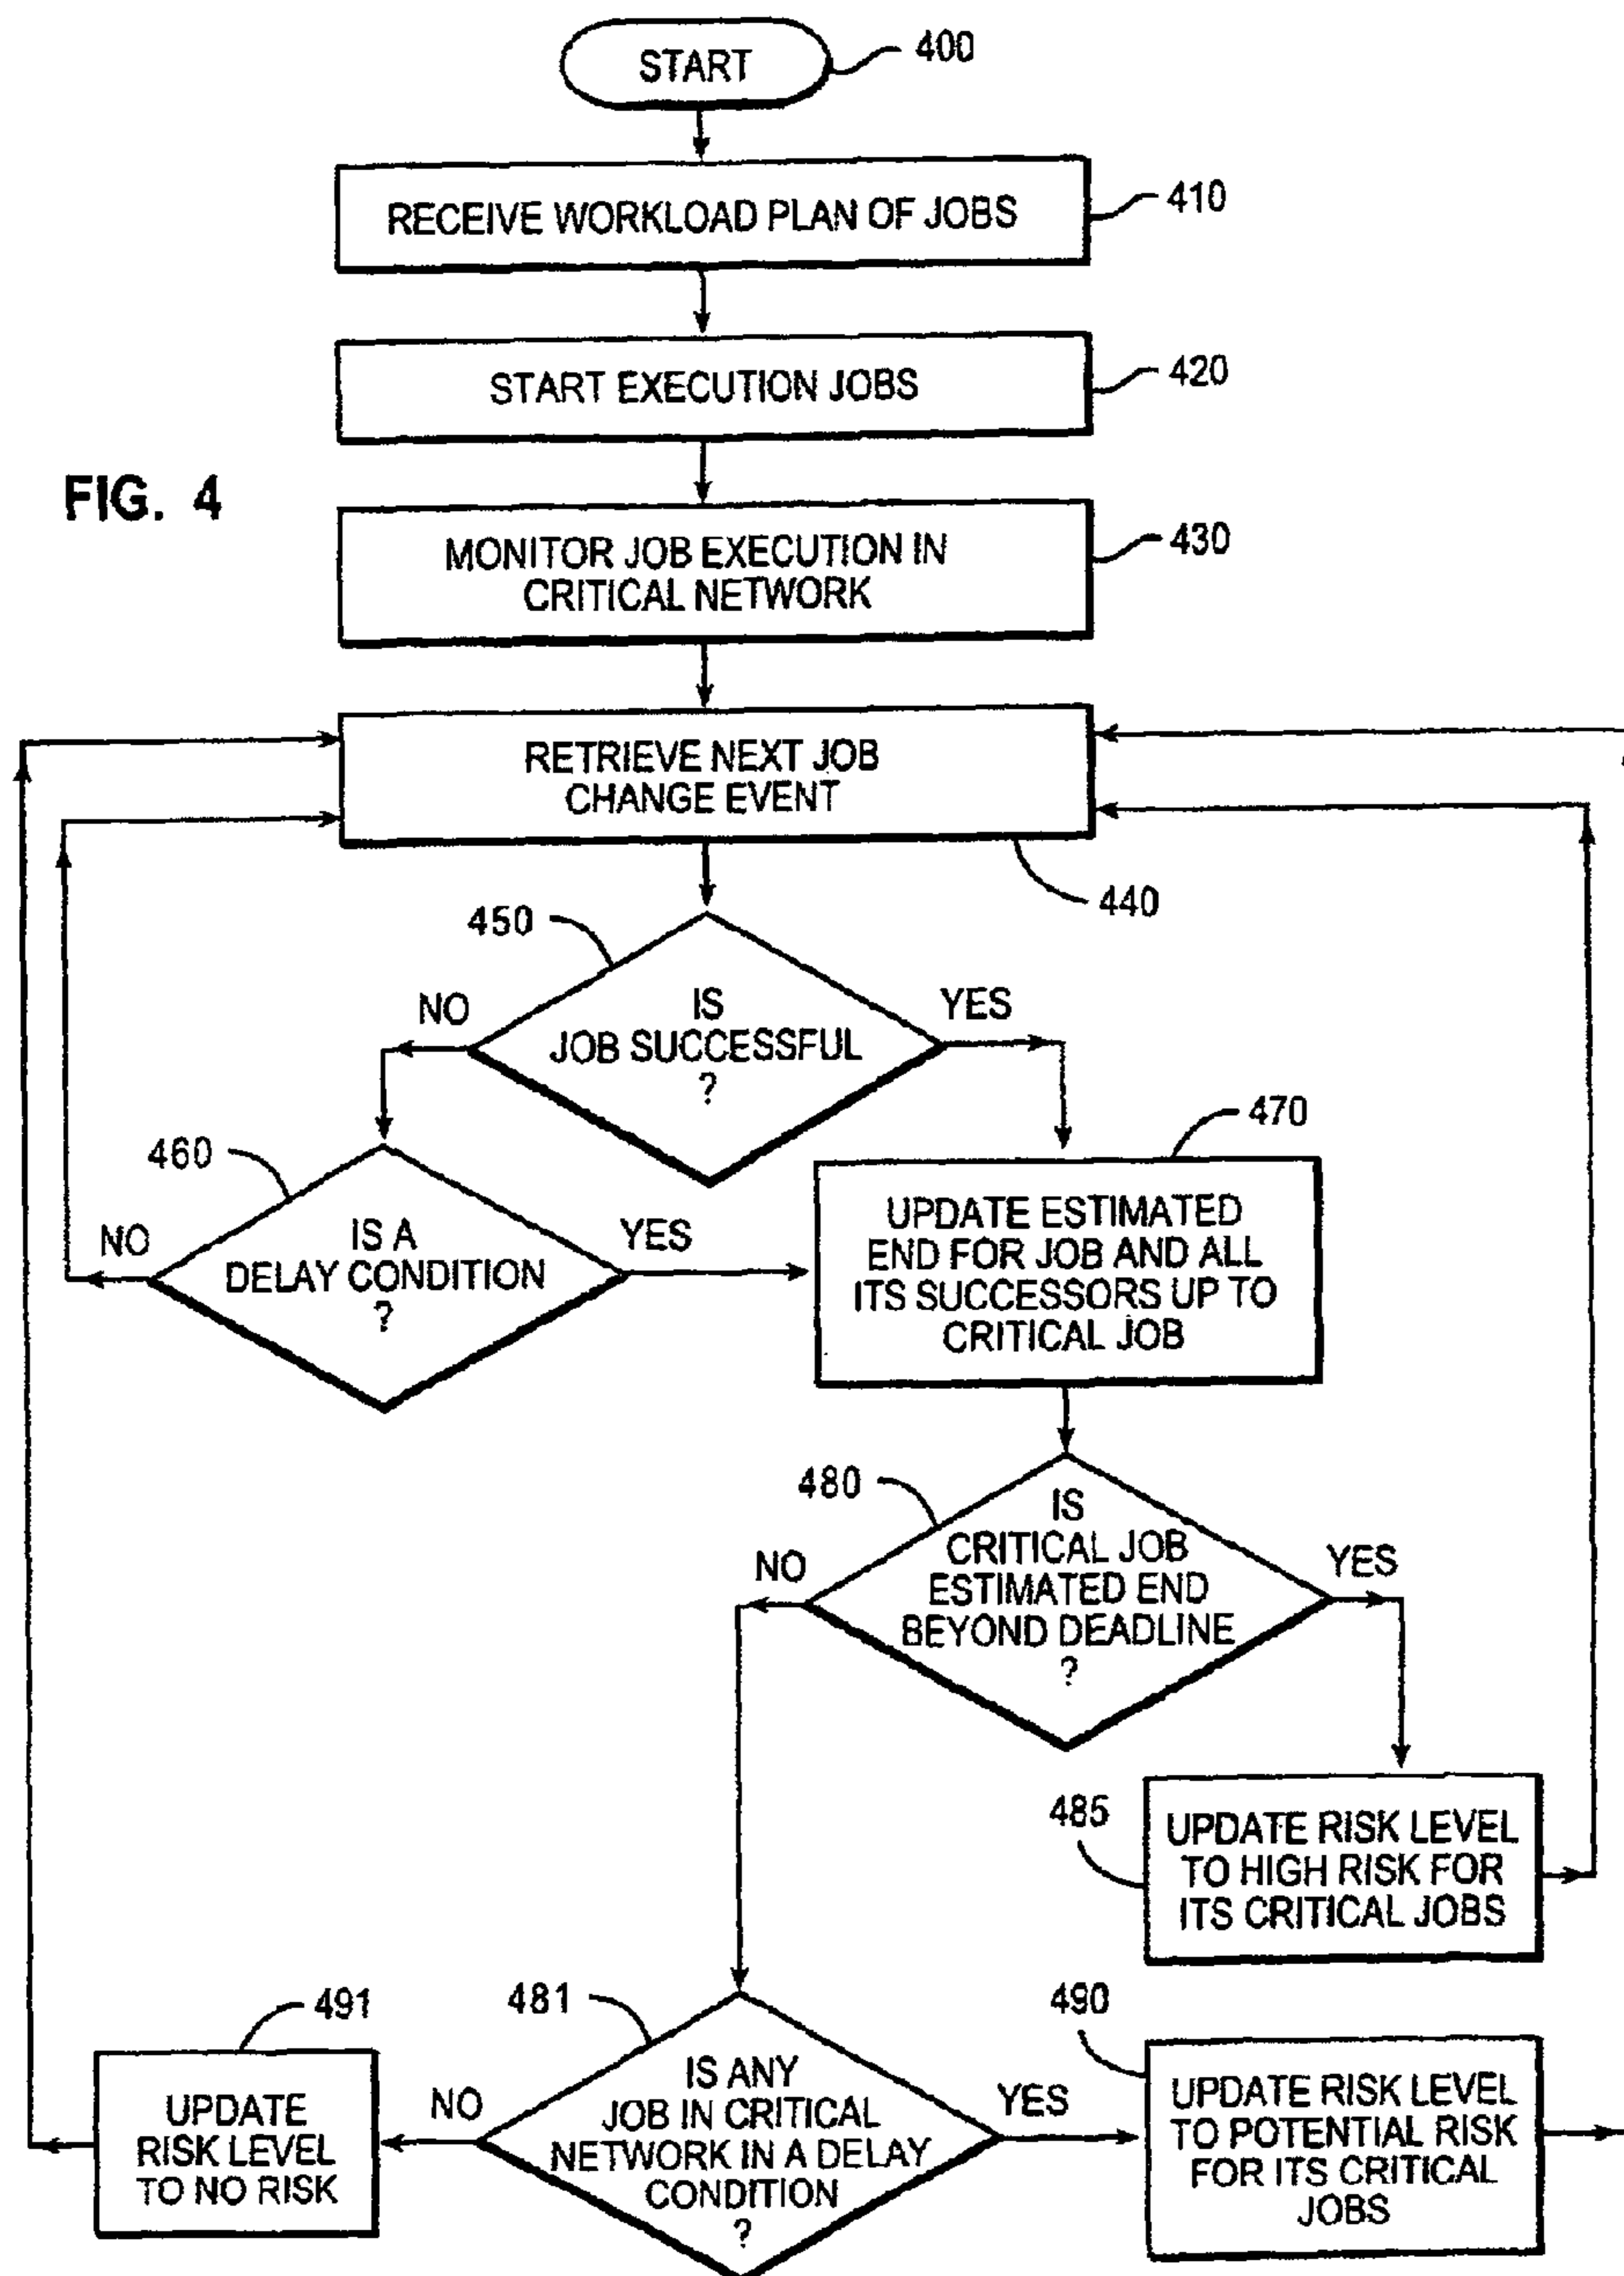 START
400
RECEIVE WORKLOAD PLAN OF JOBS
410
START EXECUTION JOBS
420
FIG. 4
MONITOR JOB EXECUTION IN
CRITICAL NETWORK
430
RETRIEVE NEXT JOB
CHANGE EVENT
440
450
NO
IS
JOB SUCCESSFUL
?
YES
460
NO
IS A
DELAY CONDITION
?
YES
470
UPDATE ESTIMATED
END FOR JOB AND ALL
ITS SUCCESSORS UP TO
CRITICAL JOB
480
NO
IS
CRITICAL JOB
ESTIMATED END
BEYOND DEADLINE
?
YES
485
UPDATE RISK LEVEL
TO HIGH RISK FOR
ITS CRITICAL JOBS
491
UPDATE
RISK LEVEL
TO NO RISK
481
NO
IS ANY
JOB IN CRITICAL
NETWORK IN A DELAY
CONDITION
?
YES
490
UPDATE RISK LEVEL
TO POTENTIAL RISK
FOR ITS CRITICAL
JOBS